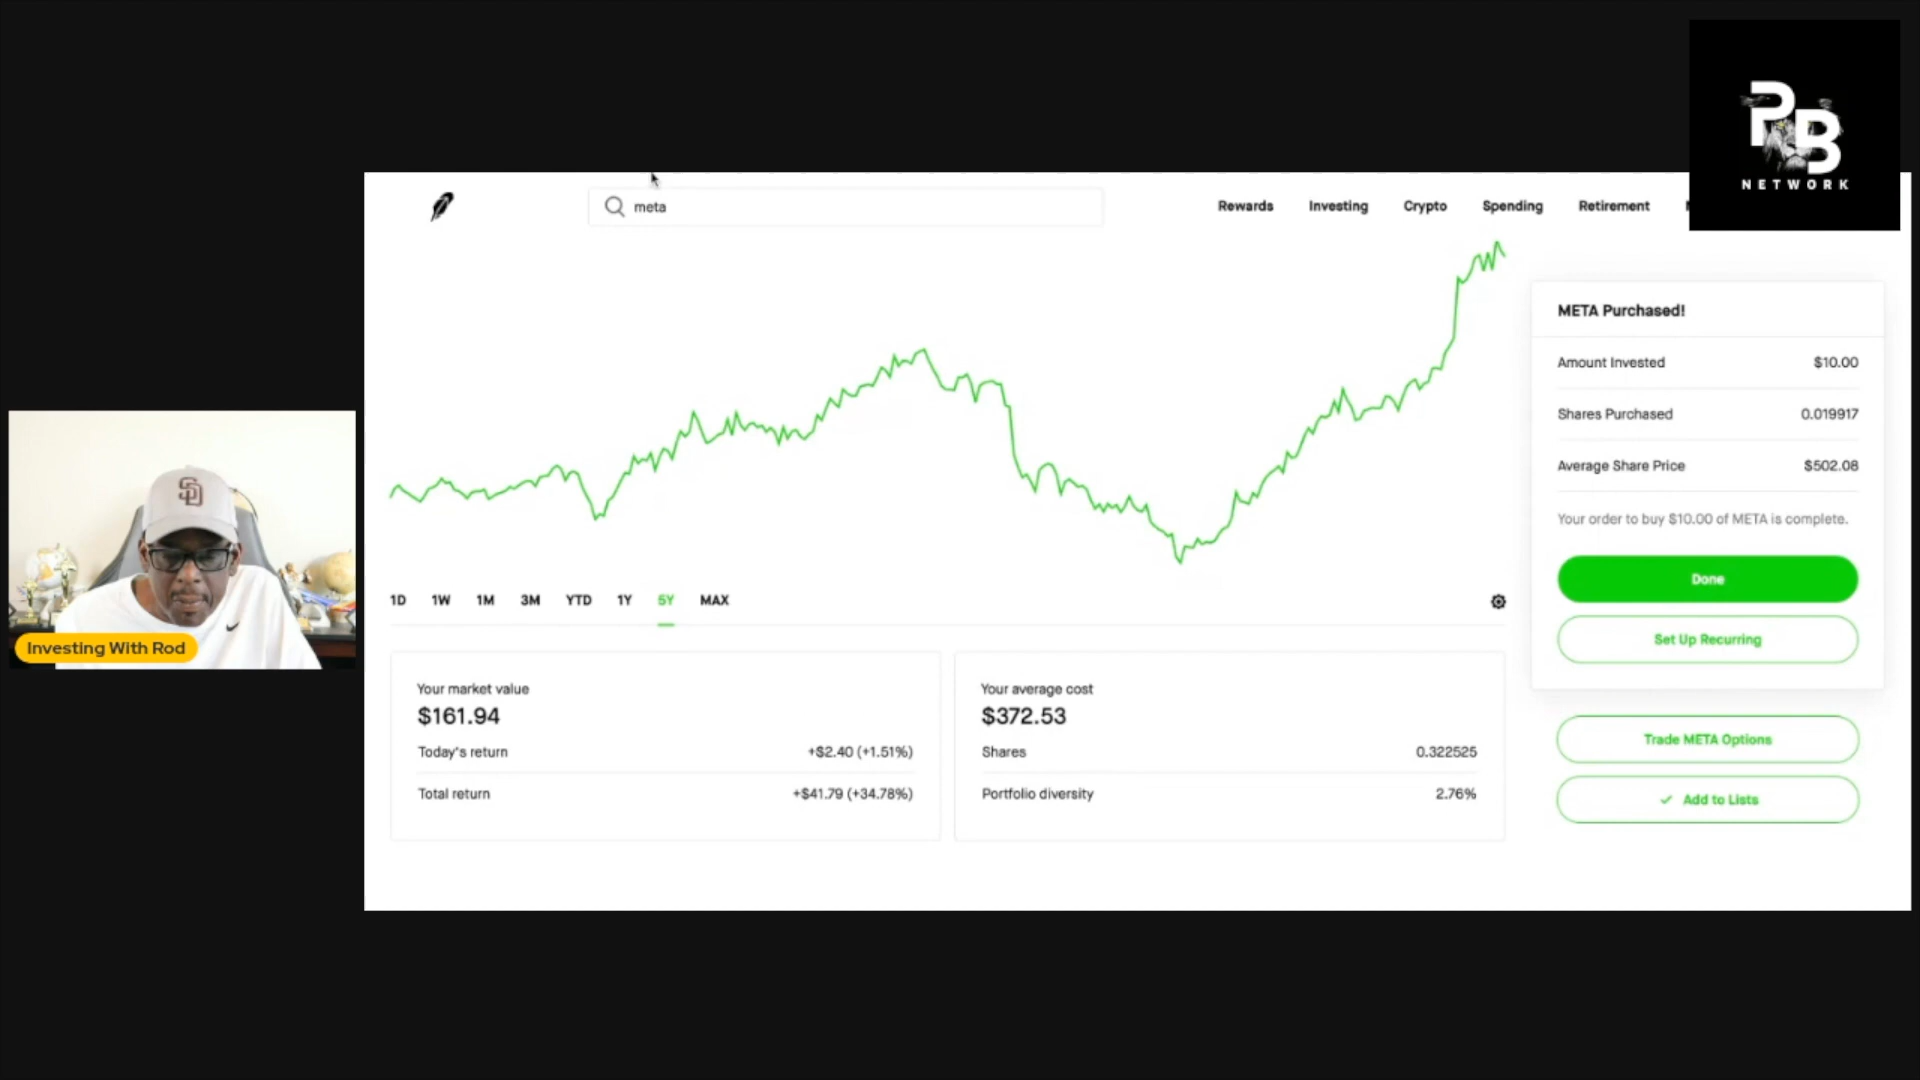 PB
NETWORK
meta
Rewards Investing Crypto Spending Retirement
META Purchased!
Amount Invested $10.00
Shares Purchased 0.019917
Average Share Price $502.08
Your order to buy $10.00 of META is complete.
Done
Set Up Recurring
Trade META Options
Add to Lists
1D 1W 1M 3M YTD 1Y 5Y MAX
Your market value
$161.94
Today's return +$2.40 (+1.51%)
Total return +$41.79 (+34.78%)
Your average cost
$372.53
Shares 0.322525
Portfolio diversity 2.76%
SD
Investing With Rod